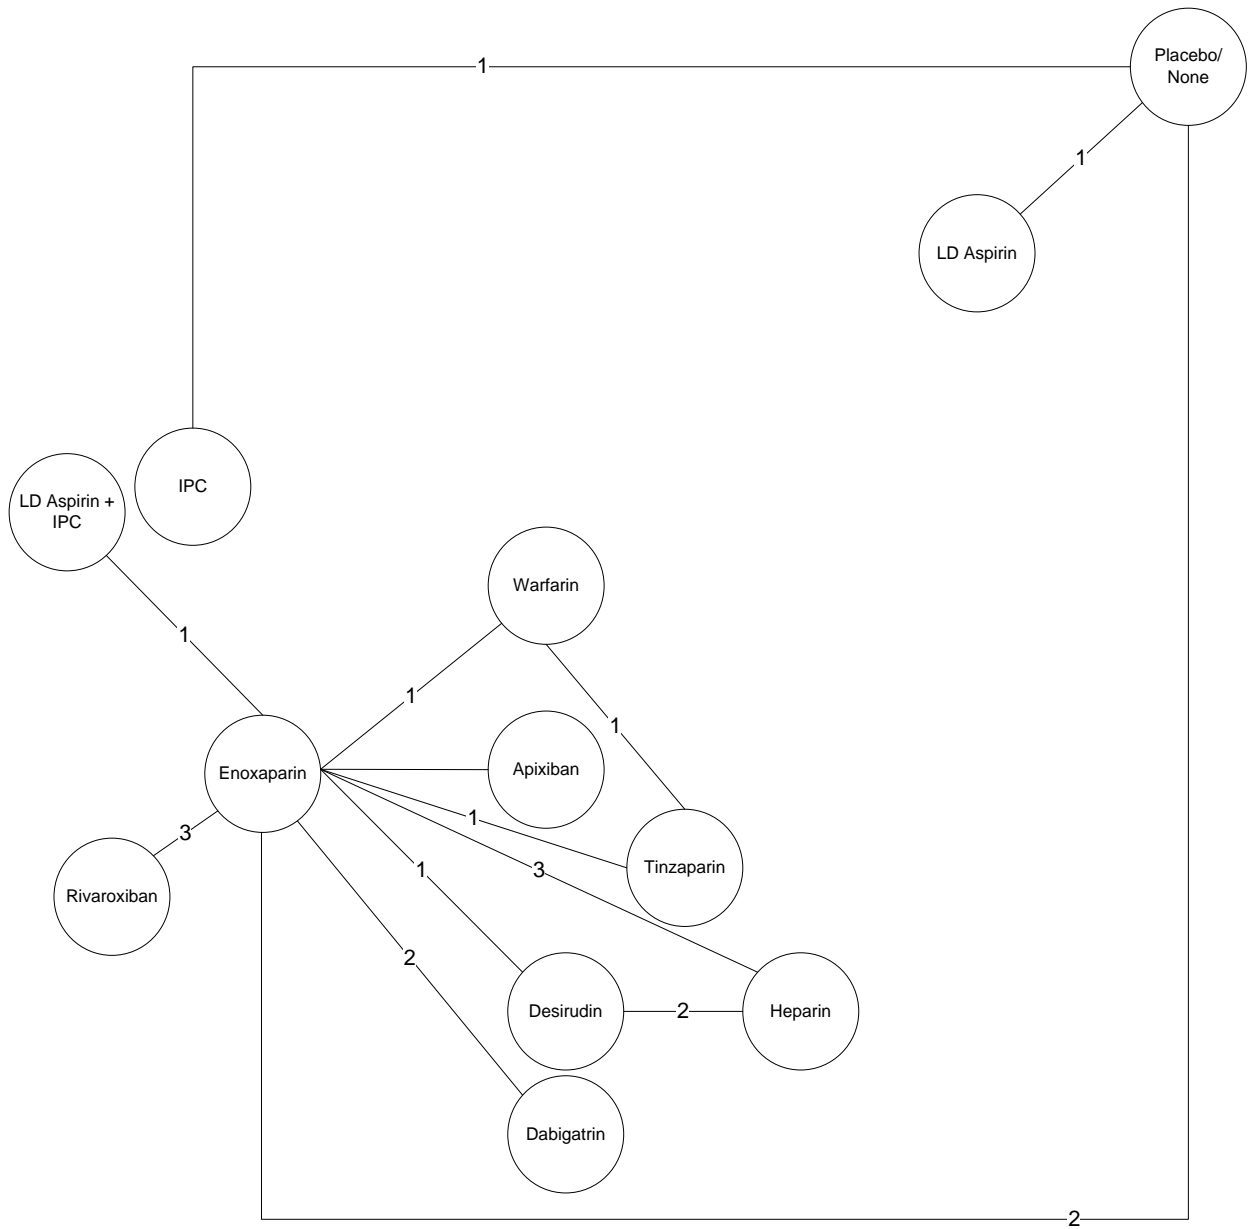 Placebo/
None
1
1
LD Aspirin
LD Aspirin +
IPC
IPC
Warfarin
1
1
1
Enoxaparin
Apixiban
1
3
Tinzaparin
3
1
Rivaroxiban
2
Desirudin
2
Heparin
Dabigatrin
2